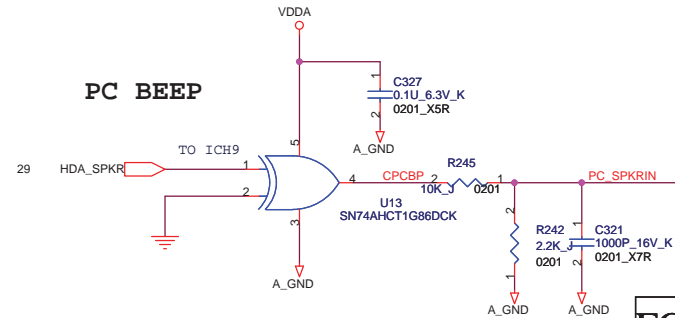 VDDA
PC BEEP
1
C327
0.1U_6.3V_K
0201_X5R
2
A_GND
TO ICH9
5
29 HDA_SPKR
1
2
4
CPCBP
2
R245
1
10K_J
0201
PC_SPKRIN
U13
SN74AHCT1G86DCK
3
A_GND
2
R242
2.2K_J
0201
1
A_GND
1
C321
1000P_16V_K
0201_X7R
2
A_GND